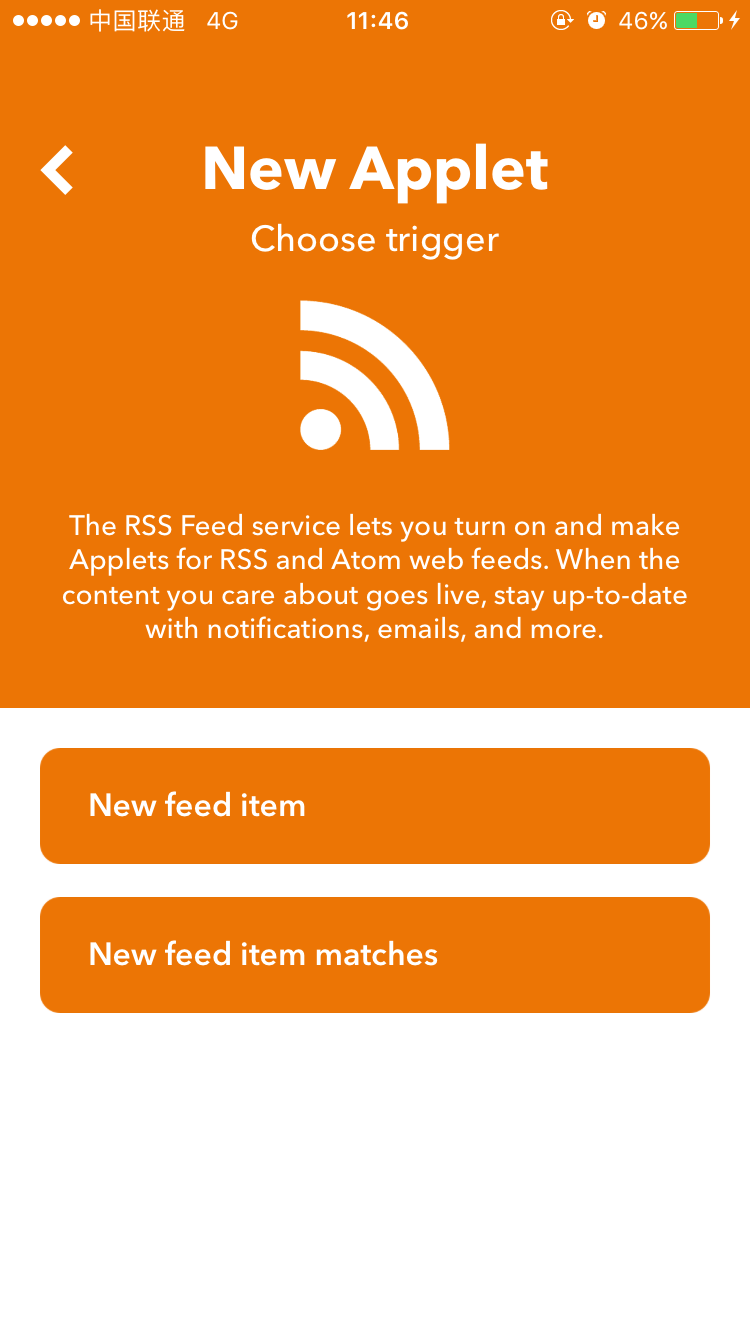 中国联通 4G 11:46 46%
New Applet
Choose trigger
The RSS Feed service lets you turn on and make
Applets for RSS and Atom web feeds. When the
content you care about goes live, stay up-to-date
with notifications, emails, and more.
New feed item
New feed item matches